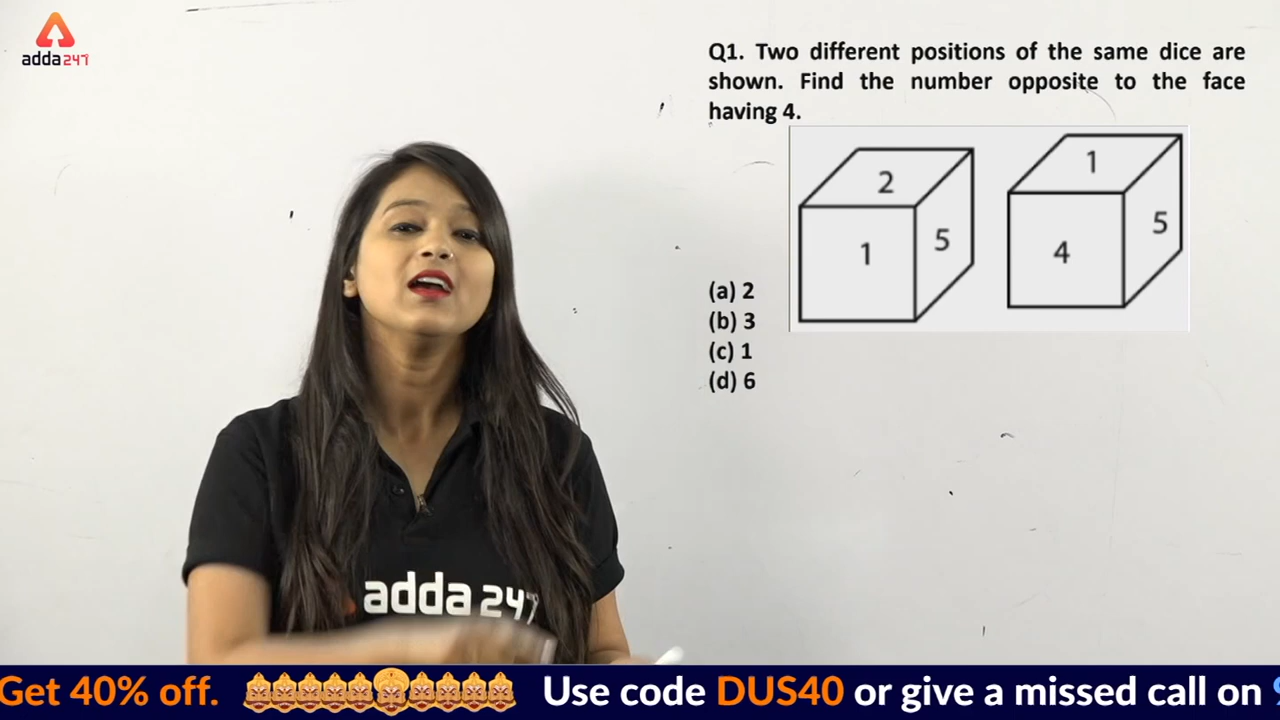 adda247
Q1. Two different positions of the same dice are
shown. Find the number opposite to the face
having 4.
2
1
5
1
4
5
(a) 2
(b) 3
(c) 1
(d) 6
adda 247
Get 40% off.
Use code DUS40 or give a missed call on